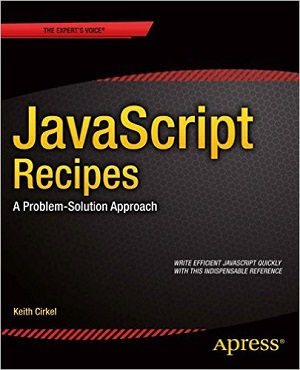 THE EXPERT'S VOICE®
JavaScript
Recipes
A Problem-Solution Approach
WRITE EFFICIENT JAVASCRIPT QUICKLY
WITH THIS INDISPENSABLE REFERENCE
Keith Cirkel
Apress®